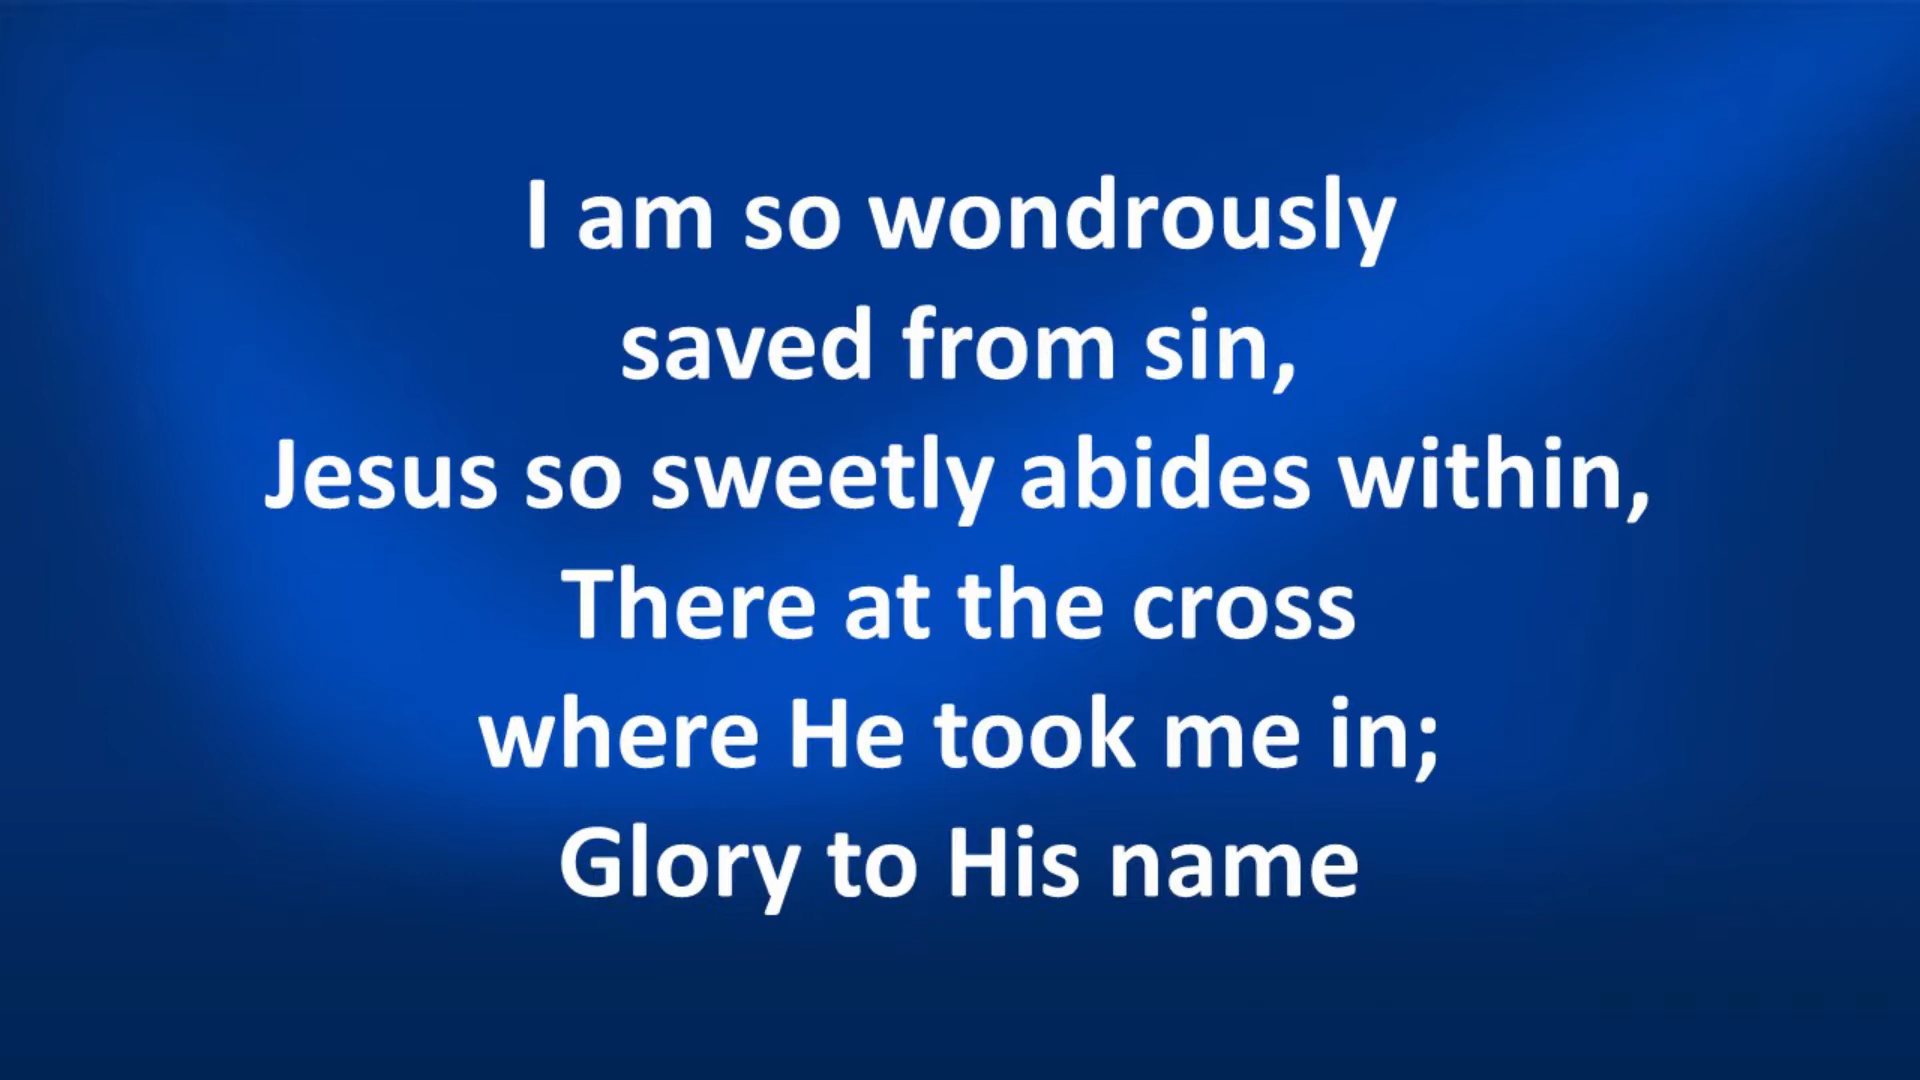 I am so wondrously
saved from sin,
Jesus so sweetly abides within,
There at the cross
where He took me in;
Glory to His name